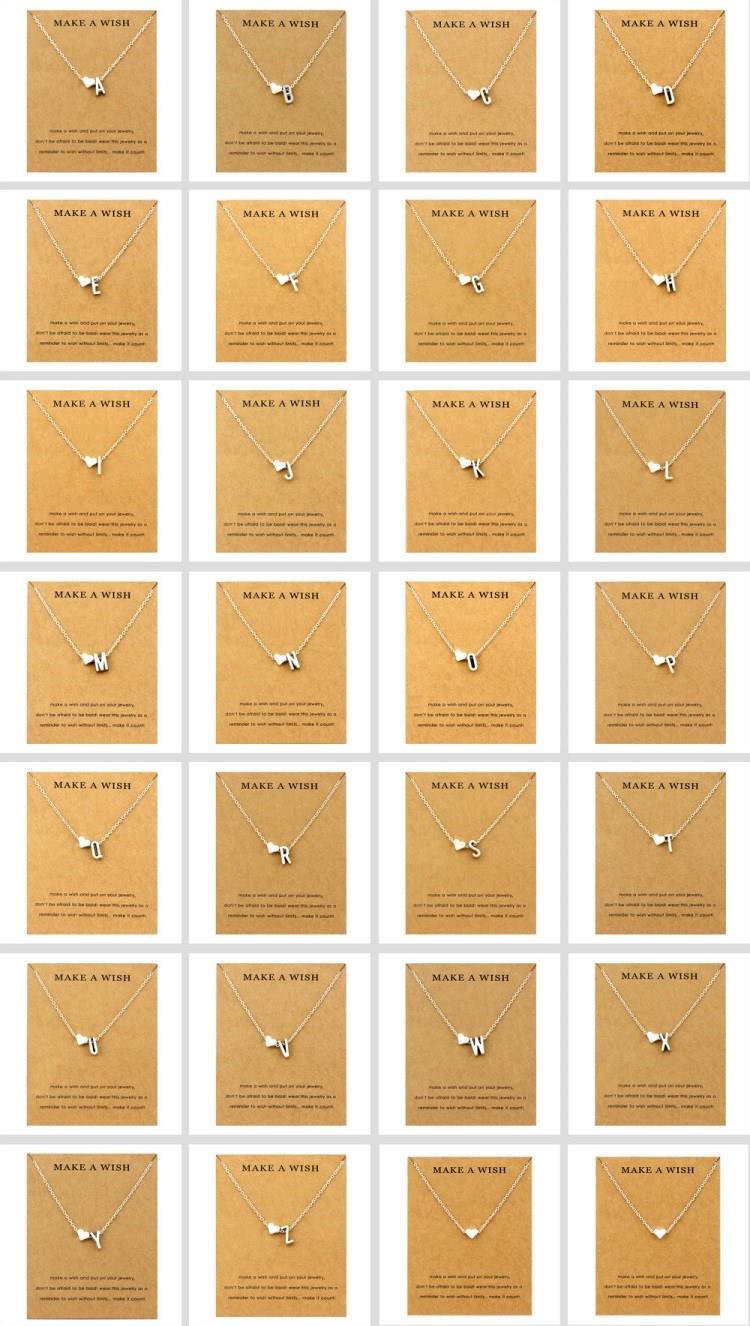 MAKE A WISH
A
make a wish and put on your jewelry,
don't be afraid to be bold! wear this jewelry as a
reminder to wish without limits... make it count!
MAKE A WISH
B
make a wish and put on your jewelry,
don't be afraid to be bold! wear this jewelry as a
reminder to wish without limits... make it count!
MAKE A WISH
C
make a wish and put on your jewelry,
don't be afraid to be bold! wear this jewelry as a
reminder to wish without limits... make it count!
MAKE A WISH
D
make a wish and put on your jewelry,
don't be afraid to be bold! wear this jewelry as a
reminder to wish without limits... make it count!
MAKE A WISH
E
make a wish and put on your jewelry,
don't be afraid to be bold! wear this jewelry as a
reminder to wish without limits... make it count!
MAKE A WISH
F
make a wish and put on your jewelry,
don't be afraid to be bold! wear this jewelry as a
reminder to wish without limits... make it count!
MAKE A WISH
G
make a wish and put on your jewelry,
don't be afraid to be bold! wear this jewelry as a
reminder to wish without limits... make it count!
MAKE A WISH
H
make a wish and put on your jewelry,
don't be afraid to be bold! wear this jewelry as a
reminder to wish without limits... make it count!
MAKE A WISH
I
make a wish and put on your jewelry,
don't be afraid to be bold! wear this jewelry as a
reminder to wish without limits... make it count!
MAKE A WISH
J
make a wish and put on your jewelry,
don't be afraid to be bold! wear this jewelry as a
reminder to wish without limits... make it count!
MAKE A WISH
K
make a wish and put on your jewelry,
don't be afraid to be bold! wear this jewelry as a
reminder to wish without limits... make it count!
MAKE A WISH
L
make a wish and put on your jewelry,
don't be afraid to be bold! wear this jewelry as a
reminder to wish without limits... make it count!
MAKE A WISH
M
make a wish and put on your jewelry,
don't be afraid to be bold! wear this jewelry as a
reminder to wish without limits... make it count!
MAKE A WISH
N
make a wish and put on your jewelry,
don't be afraid to be bold! wear this jewelry as a
reminder to wish without limits... make it count!
MAKE A WISH
O
make a wish and put on your jewelry,
don't be afraid to be bold! wear this jewelry as a
reminder to wish without limits... make it count!
MAKE A WISH
P
make a wish and put on your jewelry,
don't be afraid to be bold! wear this jewelry as a
reminder to wish without limits... make it count!
MAKE A WISH
Q
make a wish and put on your jewelry,
don't be afraid to be bold! wear this jewelry as a
reminder to wish without limits... make it count!
MAKE A WISH
R
make a wish and put on your jewelry,
don't be afraid to be bold! wear this jewelry as a
reminder to wish without limits... make it count!
MAKE A WISH
S
make a wish and put on your jewelry,
don't be afraid to be bold! wear this jewelry as a
reminder to wish without limits... make it count!
MAKE A WISH
T
make a wish and put on your jewelry,
don't be afraid to be bold! wear this jewelry as a
reminder to wish without limits... make it count!
MAKE A WISH
U
make a wish and put on your jewelry,
don't be afraid to be bold! wear this jewelry as a
reminder to wish without limits... make it count!
MAKE A WISH
V
make a wish and put on your jewelry,
don't be afraid to be bold! wear this jewelry as a
reminder to wish without limits... make it count!
MAKE A WISH
W
make a wish and put on your jewelry,
don't be afraid to be bold! wear this jewelry as a
reminder to wish without limits... make it count!
MAKE A WISH
X
make a wish and put on your jewelry,
don't be afraid to be bold! wear this jewelry as a
reminder to wish without limits... make it count!
MAKE A WISH
Y
make a wish and put on your jewelry,
don't be afraid to be bold! wear this jewelry as a
reminder to wish without limits... make it count!
MAKE A WISH
Z
make a wish and put on your jewelry,
don't be afraid to be bold! wear this jewelry as a
reminder to wish without limits... make it count!
MAKE A WISH
make a wish and put on your jewelry,
don't be afraid to be bold! wear this jewelry as a
reminder to wish without limits... make it count!
MAKE A WISH
make a wish and put on your jewelry,
don't be afraid to be bold! wear this jewelry as a
reminder to wish without limits... make it count!